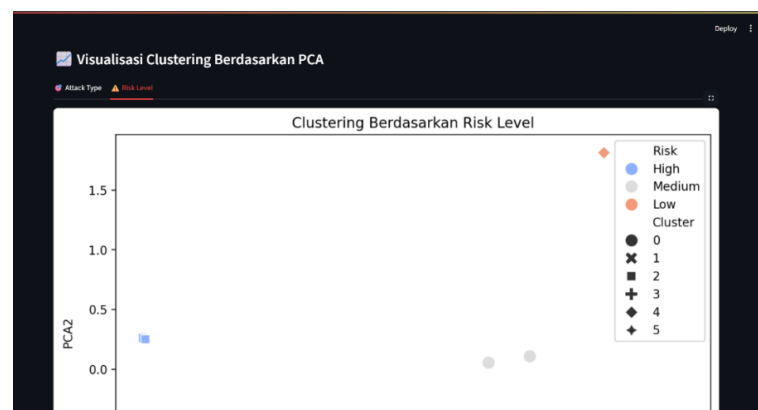 Deploy
Visualisasi Clustering Berdasarkan PCA
Attack Type
Risk Level
Clustering Berdasarkan Risk Level
Risk
High
Medium
Low
Cluster
0
1
2
3
4
5
1.5
1.0
0.5
0.0
PCA2